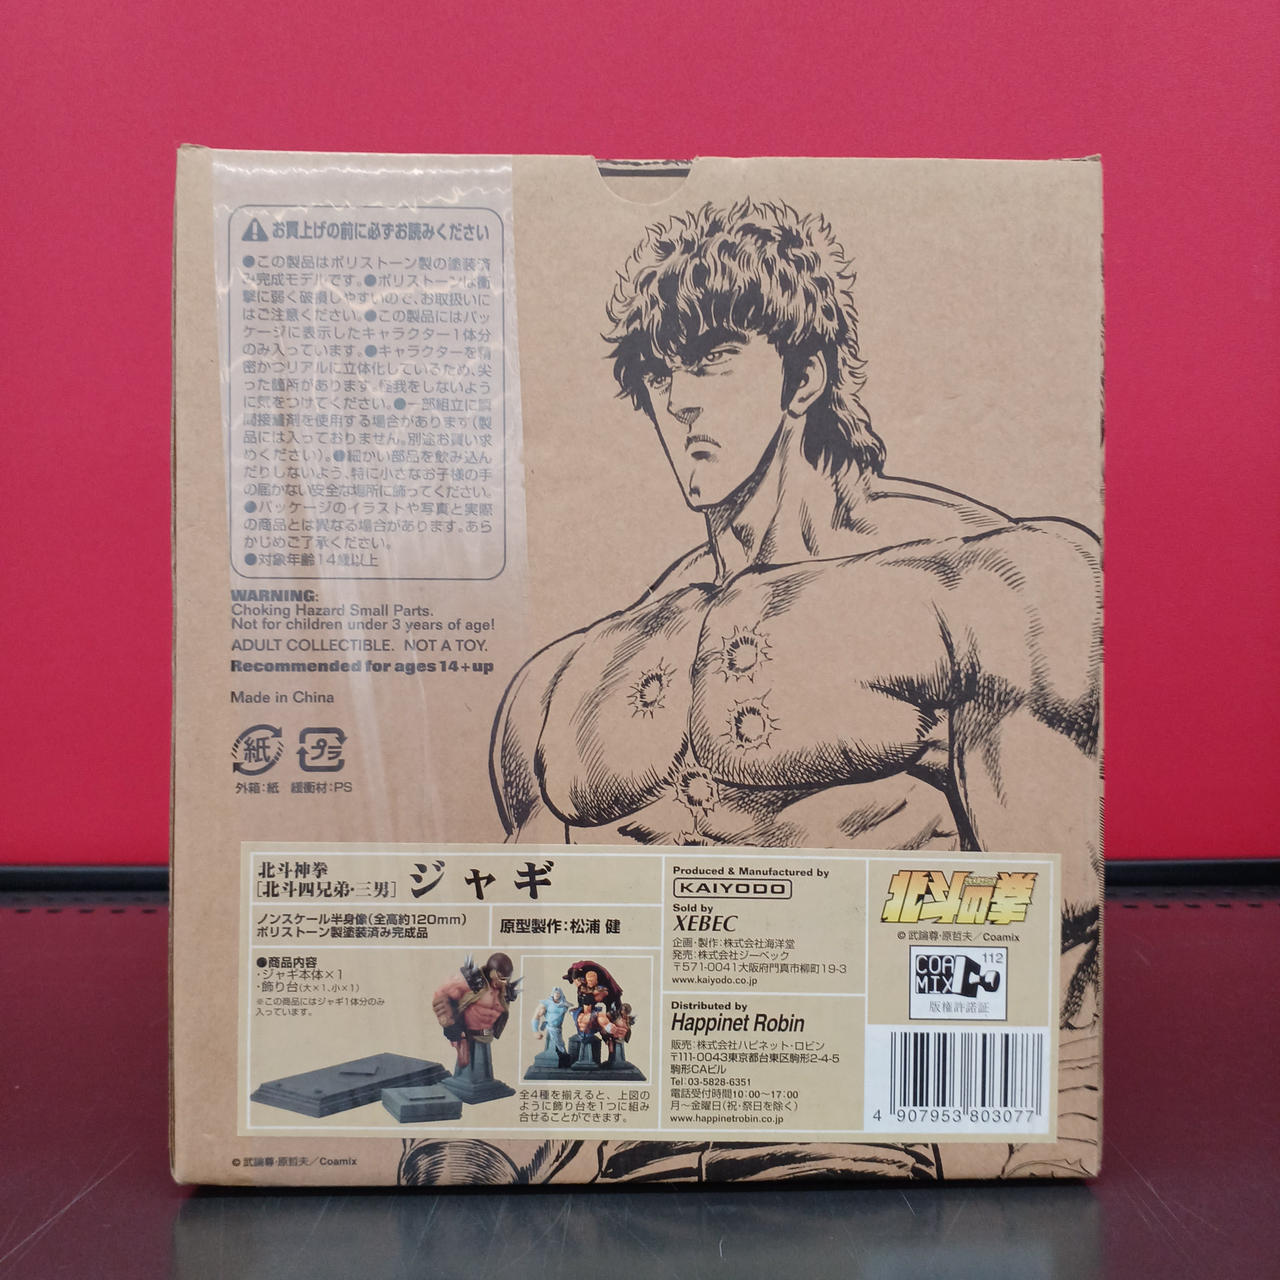 お買上げの前に必ずお読みください
●この製品はポリストーン製の塗装済
み完成モデルです。●ポリストーンは衝
撃に弱く破損しやすいので、お取扱いに
はご注意ください。●この製品にはパッ
ケージに表示したキャラクター1体分
のみ入っています。●キャラクターを精
密かつリアルに立体化しているため、尖
った箇所があります。怪我をしないよう
に気をつけてください。●一部組立に瞬
間接着剤を使用する場合があります(製
品には入っておりません。別途お買い求
めください)。●細かい部品を飲み込ん
だりしないよう、特に小さなお子様の手
の届かない安全な場所に飾ってください。
●パッケージのイラストや写真と実際
の商品とは異なる場合があります。あら
かじめご了承ください。
●対象年齢14歳以上
WARNING:
Choking Hazard Small Parts.
Not for children under 3 years of age!
ADULT COLLECTIBLE. NOT A TOY.
Recommended for ages 14+up
Made in China
紙 プラ
外箱:紙 緩衝材:PS
北斗神拳
[北斗四兄弟・三男] ジャギ
ノンスケール半身像(全高約120mm)
ポリストーン製塗装済み完成品
原型製作:松浦 健
●商品内容
・ジャギ本体×1
・飾り台(大×1、小×1)
※この商品にはジャギ1体分のみ
入っています。
全4種を揃えると、上図の
ように飾り台を1つに組み
合せることができます。
Produced & Manufactured by
KAIYODO
Sold by
XEBEC
企画・製作:株式会社海洋堂
発売:株式会社ジーベック
〒571-0041大阪府門真市柳町19-3
www.kaiyodo.co.jp
Distributed by
Happinet Robin
販売:株式会社ハピネット・ロビン
〒111-0043東京都台東区駒形2-4-5
駒形CAビル
Tel:03-5828-6351
電話受付時間10:00〜17:00
月〜金曜日(祝・祭日を除く)
www.happinetrobin.co.jp
北斗の拳
© 武論尊・原哲夫/Coamix
COA
MIX
112
版権許諾証
4 907953 803077
© 武論尊・原哲夫/Coamix